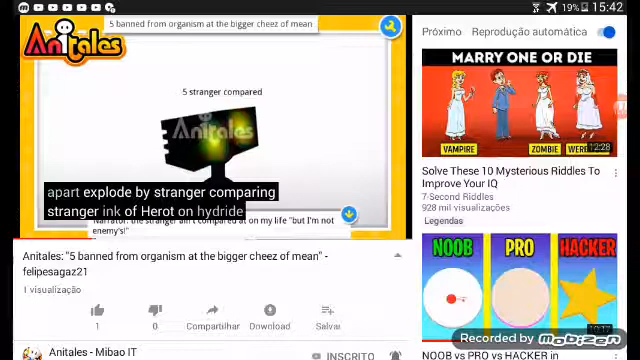 19% 15:42
5 banned from organism at the bigger cheez of mean
Anitales
5 stranger compared
Anitales
apart explode by stranger comparing
stranger ink of Herot on hydride
Narrator: the stranger ain't compared at on my life "but I'm not
enemy's!"
Anitales: "5 banned from organism at the bigger cheez of mean" -
felipesagaz21
1 visualização
1
0
Compartilhar
Download
Salvar
Anitales - Mibao IT
INSCRITO
Próximo
Reprodução automática
MARRY ONE OR DIE
VAMPIRE
ZOMBIE
WERE
12:28
Solve These 10 Mysterious Riddles To
Improve Your IQ
7-Second Riddles
928 mil visualizações
Legendas
NOOB PRO HACKER
10:17
Recorded by Mobizen
NOOB vs PRO vs HACKER in